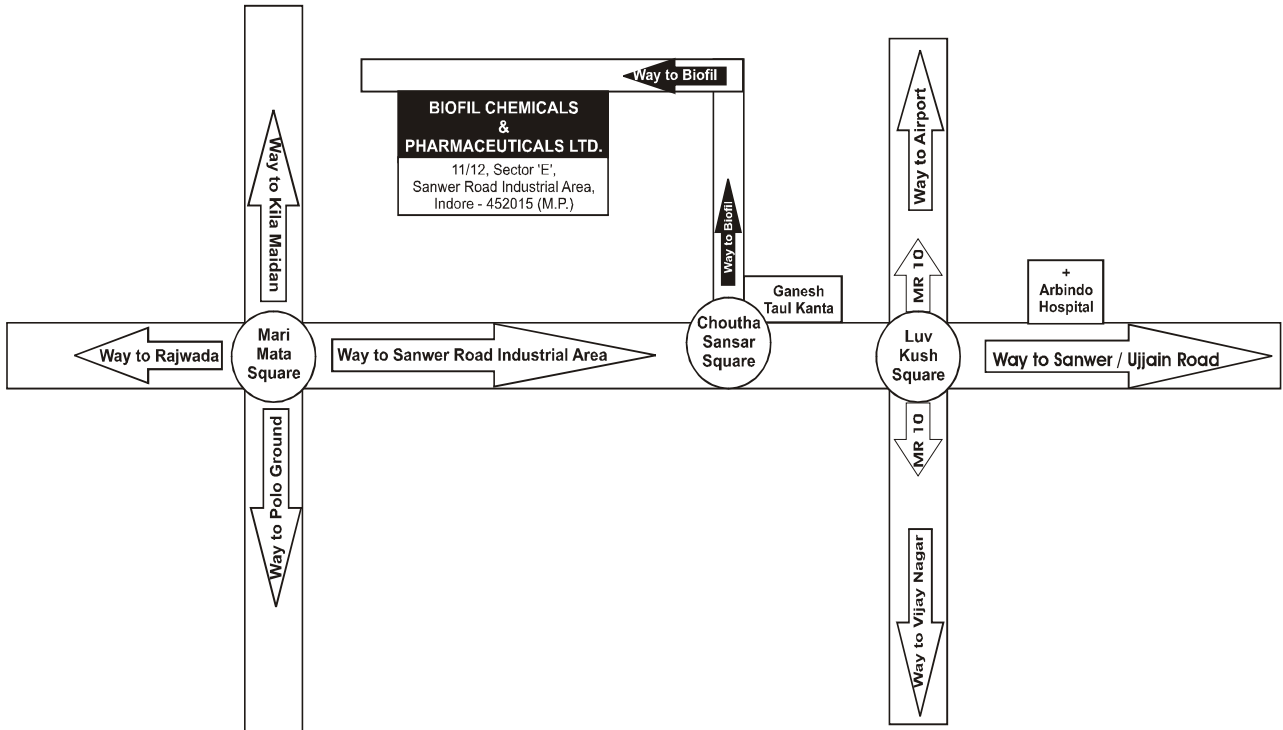 Way to Biofil
BIOFIL CHEMICALS
&
PHARMACEUTICALS LTD.
11/12, Sector 'E',
Sanwer Road Industrial Area,
Indore - 452015 (M.P.)
Way to Kila Maidan
Way to Biofil
Way to Airport
MR 10
Ganesh
Taul Kanta
+
Arbindo
Hospital
Way to Rajwada
Mari
Mata
Square
Way to Sanwer Road Industrial Area
Choutha
Sansar
Square
Luv
Kush
Square
Way to Sanwer / Ujjain Road
Way to Polo Ground
MR 10
Way to Vijay Nagar